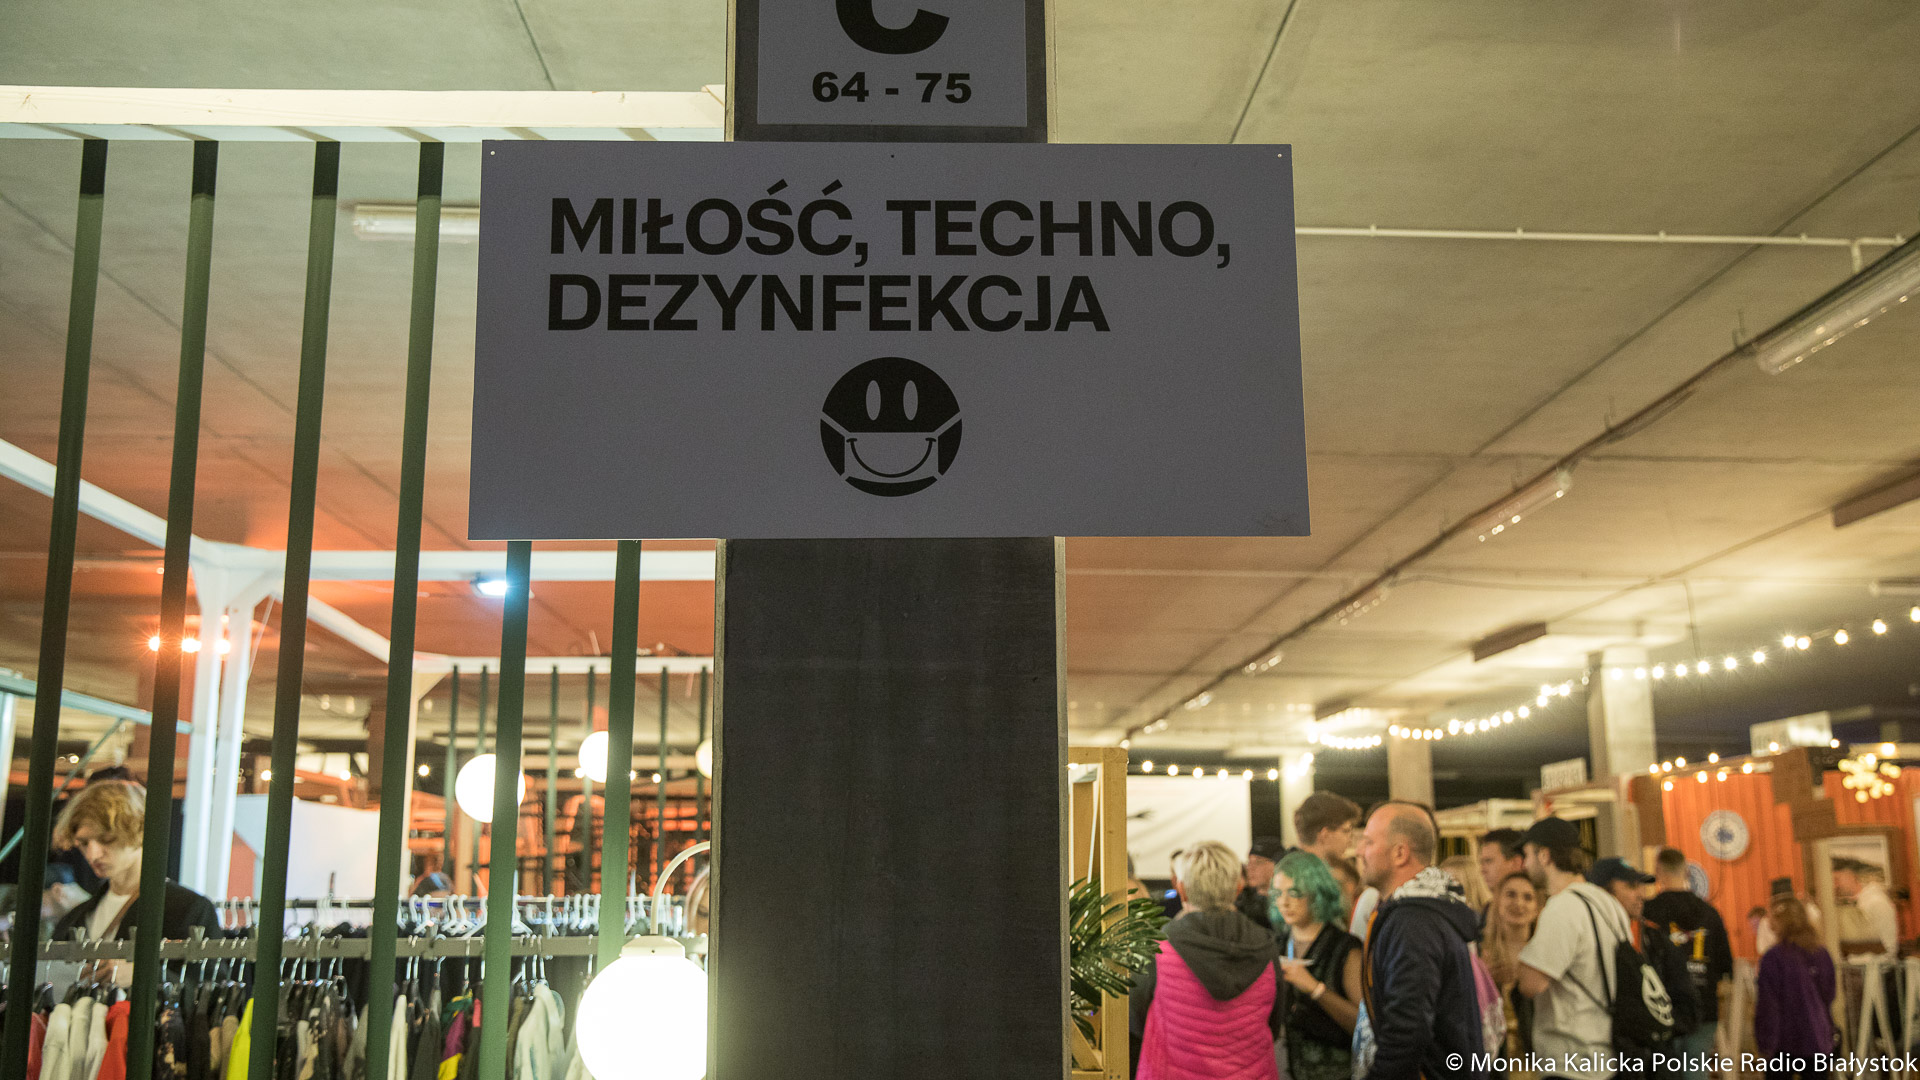 C
64 - 75
MIŁOŚĆ, TECHNO,
DEZYNFEKCJA
© Monika Kalicka Polskie Radio Białystok